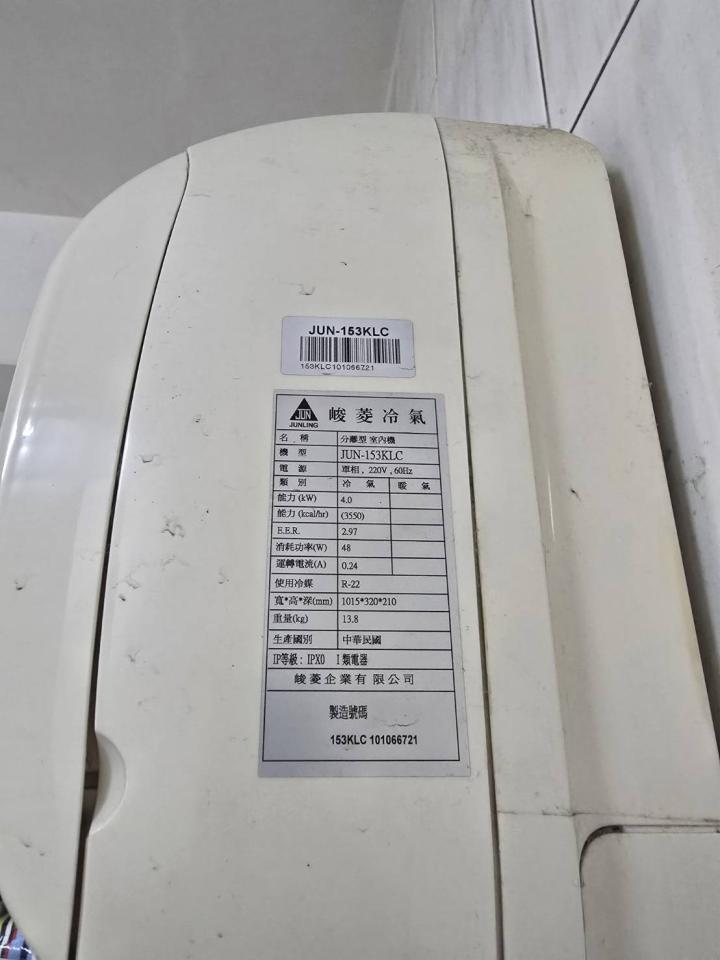 JUN-153KLC
153KLC101066721
JUN 峻菱冷氣
JUNLING
名稱 分離型 室內機
機型 JUN-153KLC
電源 單相 , 220V , 60Hz
類別 冷氣 暖氣
能力 (kW) 4.0
能力 (kcal/hr) (3550)
E.E.R. 2.97
消耗功率(W) 48
運轉電流(A) 0.24
使用冷媒 R-22
寬*高*深(mm) 1015*320*210
重量(kg) 13.8
生產國別 中華民國
IP等級 : IPX0 I 類電器
峻菱企業有限公司
製造號碼
153KLC 101066721